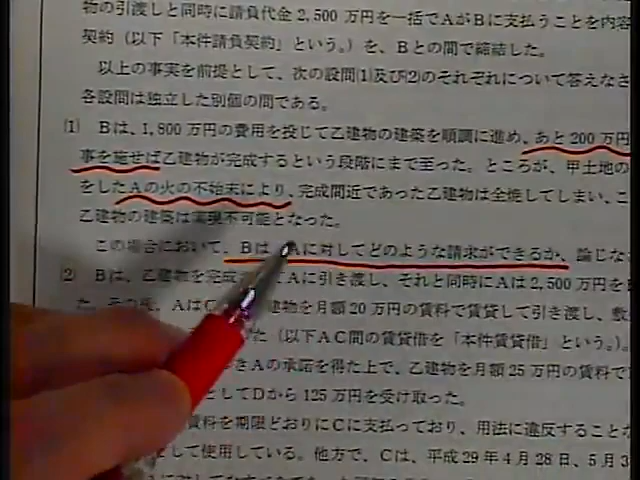 物の引渡しと同時に請負代金2,500万円を一括でAがBに支払うことを内容
契約(以下「本件請負契約」という。)を、Bとの間で締結した。
以上の事実を前提として、次の設問(1)及び(2)のそれぞれについて答えなさ
各設問は独立した別個の問である。
(1) Bは、1,800万円の費用を投じて乙建物の建築を順調に進め、あと200万円
事を施せば乙建物が完成するという段階にまで至った。ところが、甲土地の
をしたAの火の不始末により、完成間近であった乙建物は全焼してしまい、こ
乙建物の建築は実現不可能となった。
この場合において、Bは、Aに対してどのような請求ができるか、論じな
(2) Bは、乙建物を完成 Aに引き渡し、それと同時にAは2,500万円を
た。その後、AはC 建物を月額20万円の賃料で賃貸して引き渡し、敷
た(以下AC間の賃貸借を「本件賃貸借」という。)。
きAの承諾を得た上で、乙建物を月額25万円の賃料で
としてDから125万円を受け取った。
賃料を期限どおりにCに支払っており、用法に違反することな
して使用している。他方で、Cは、平成29年4月28日、5月3